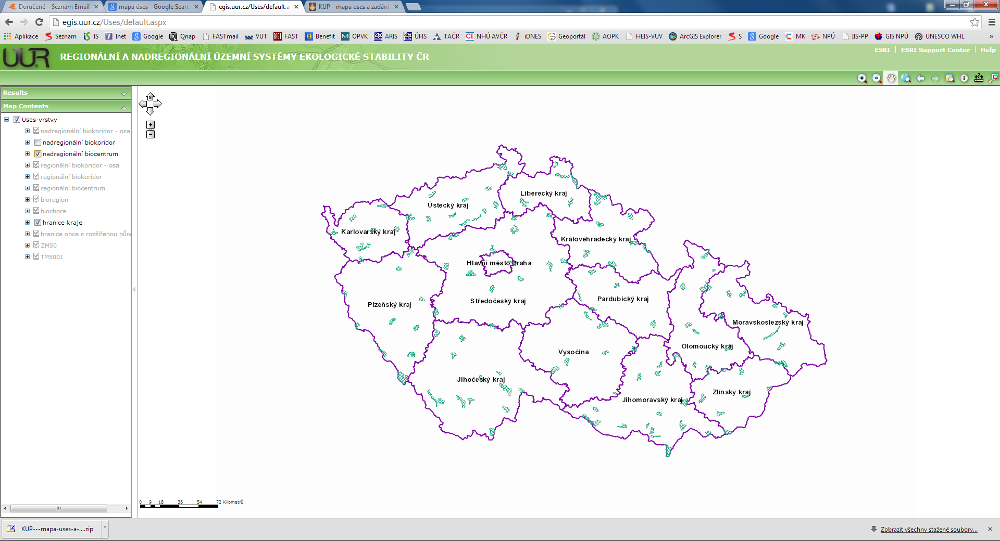 Doručené – Seznam Email
mapa úses - Google Searc
egis.uur.cz/Uses/default.a
KUP - mapa uses a zadání
egis.uur.cz/Uses/default.aspx
Aplikace Seznam IS Inet Google Qnap FASTmail VUT FAST Benefit OPVK ARIS ÚFIS TAČR NHÚ AVČR iDNES Geoportál AOPK HEIS-VUV ArcGIS Explorer S Google MK NPÚ IIS-PP GIS NPÚ UNESCO WHL »
UUR REGIONÁLNÍ A NADREGIONÁLNÍ ÚZEMNÍ SYSTÉMY EKOLOGICKÉ STABILITY ČR
ESRI | ESRI Support Center | Help
Results
Map Contents
Uses-vrstvy
nadregionální biokoridor - osa
nadregionální biokoridor
nadregionální biocentrum
regionální biokoridor - osa
regionální biokoridor
regionální biocentrum
bioregion
biochora
hranice kraje
hranice obce s rozšířenou půs
ZM50
TM500J
N
Liberecký kraj
Ústecký kraj
Karlovarský kraj
Královéhradecký kraj
Hlavní město Praha
Středočeský kraj
Pardubický kraj
Plzeňský kraj
Moravskoslezský kraj
Olomoucký kraj
Vysočina
Jihočeský kraj
Zlínský kraj
Jihomoravský kraj
0 9 18 36 54 72 Kilometrů
KUP---mapa-uses-a-....zip
Zobrazit všechny stažené soubory...